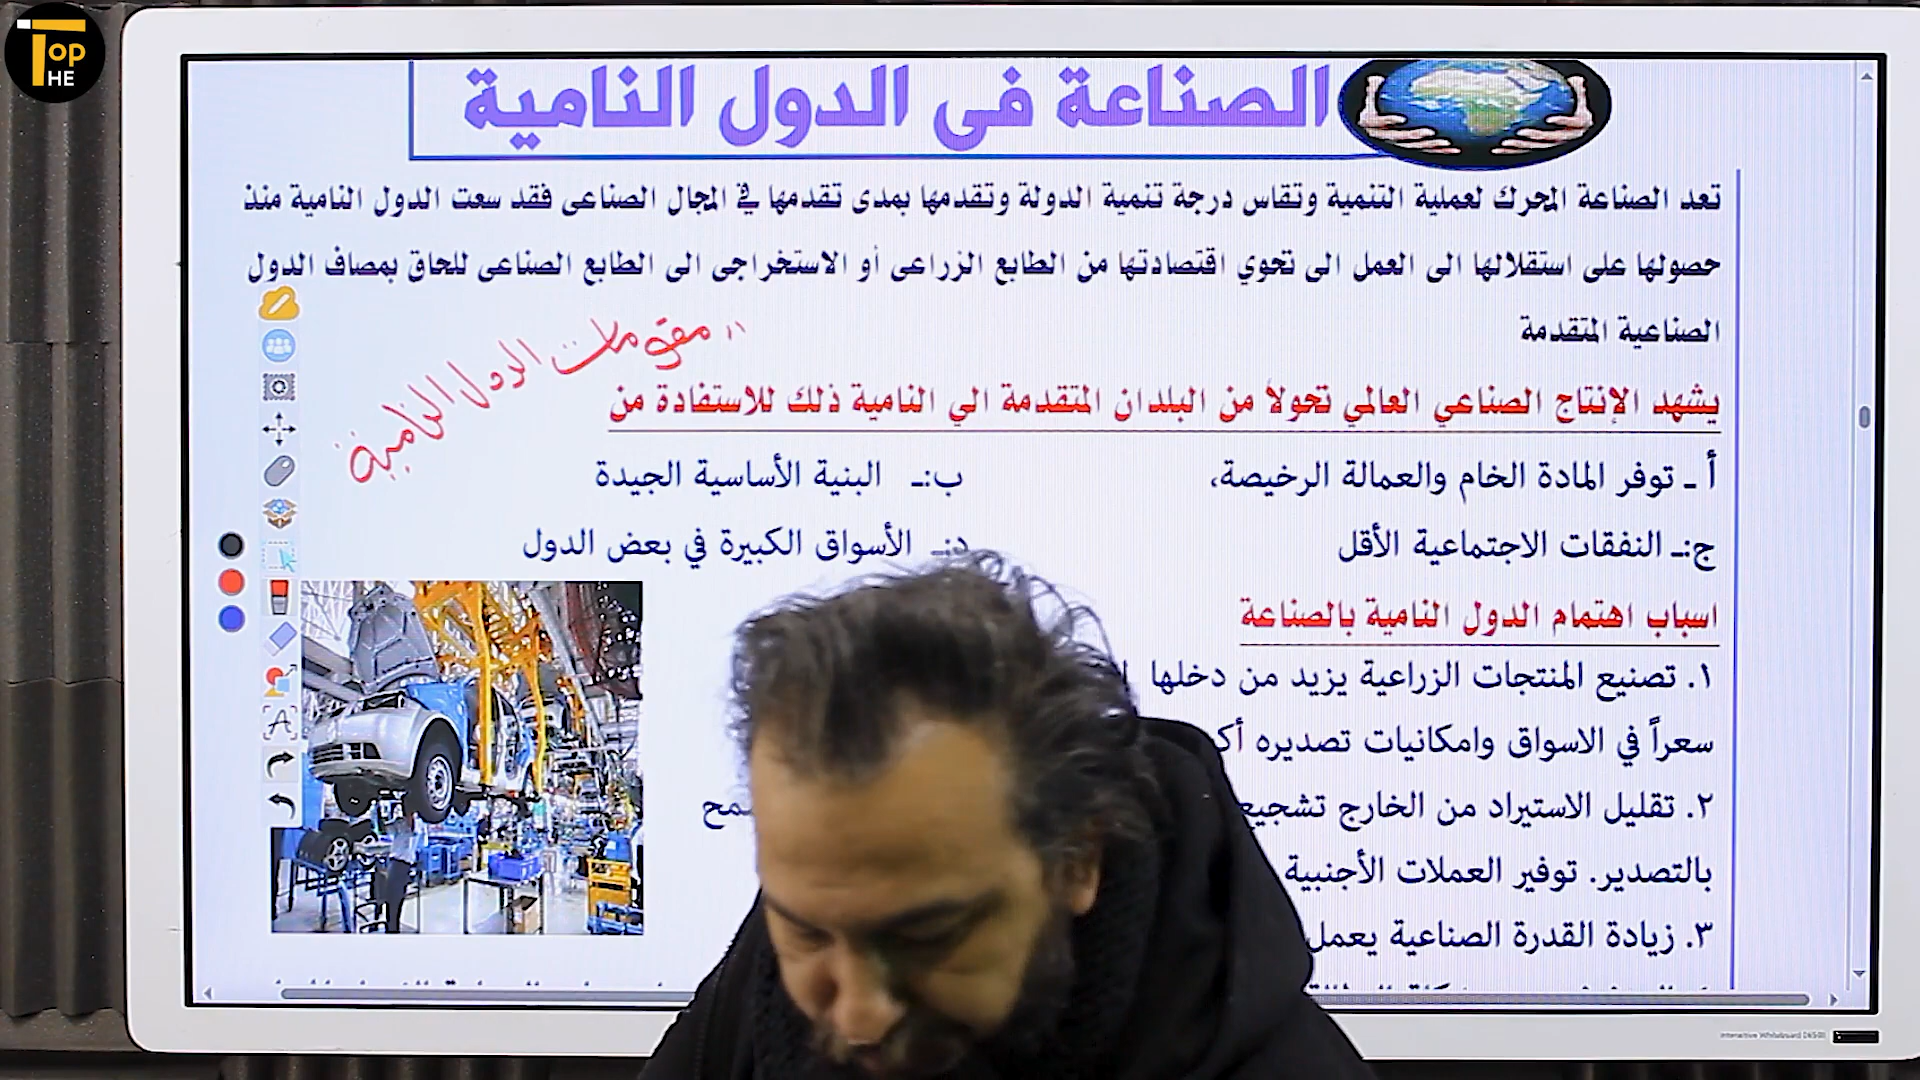 TOP
THE
الصناعة فى الدول النامية
تعد الصناعة المحرك لعملية التنمية وتقاس درجة تنمية الدولة وتقدمها بمدى تقدمها في المجال الصناعى فقد سعت الدول النامية منذ
حصولها على استقلالها الى العمل الى تحوي اقتصادتها من الطابع الزراعى أو الاستخراجى الى الطابع الصناعى للحاق بمصاف الدول
الصناعية المتقدمة
" مقومات الدول النامية
يشهد الإنتاج الصناعي العالمي تحولاً من البلدان المتقدمة الي النامية ذلك للاستفادة من
أ ـ توفر المادة الخام والعمالة الرخيصة، ب:ـ البنية الأساسية الجيدة
ج:ـ النفقات الاجتماعية الأقل د:ـ الأسواق الكبيرة في بعض الدول
اسباب اهتمام الدول النامية بالصناعة
١. تصنيع المنتجات الزراعية يزيد من دخلها
سعراً في الاسواق وامكانيات تصديره
٢. تقليل الاستيراد من الخارج تشجيع
بالتصدير. توفير العملات الأجنبية
٣. زيادة القدرة الصناعية يعمل
Interactive Whiteboard